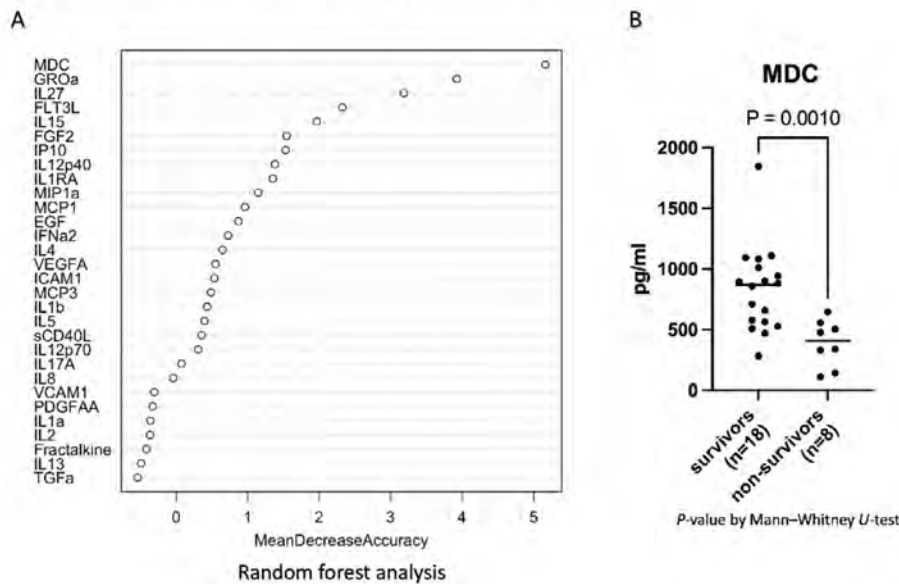 A
MDC
GROa
IL27
FLT3L
IL15
FGF2
IP10
IL12p40
IL1RA
MIP1a
MCP1
EGF
IFNa2
IL4
VEGFA
ICAM1
MCP3
IL1b
IL5
sCD40L
IL12p70
IL17A
IL8
VCAM1
PDGFAA
IL1a
IL2
Fractalkine
IL13
TGFa
0 1 2 3 4 5
MeanDecreaseAccuracy
Random forest analysis
B
MDC
P = 0.0010
2000
1500
1000
500
0
pg/ml
survivors
(n=18)
non-survivors
(n=8)
P-value by Mann–Whitney U-test